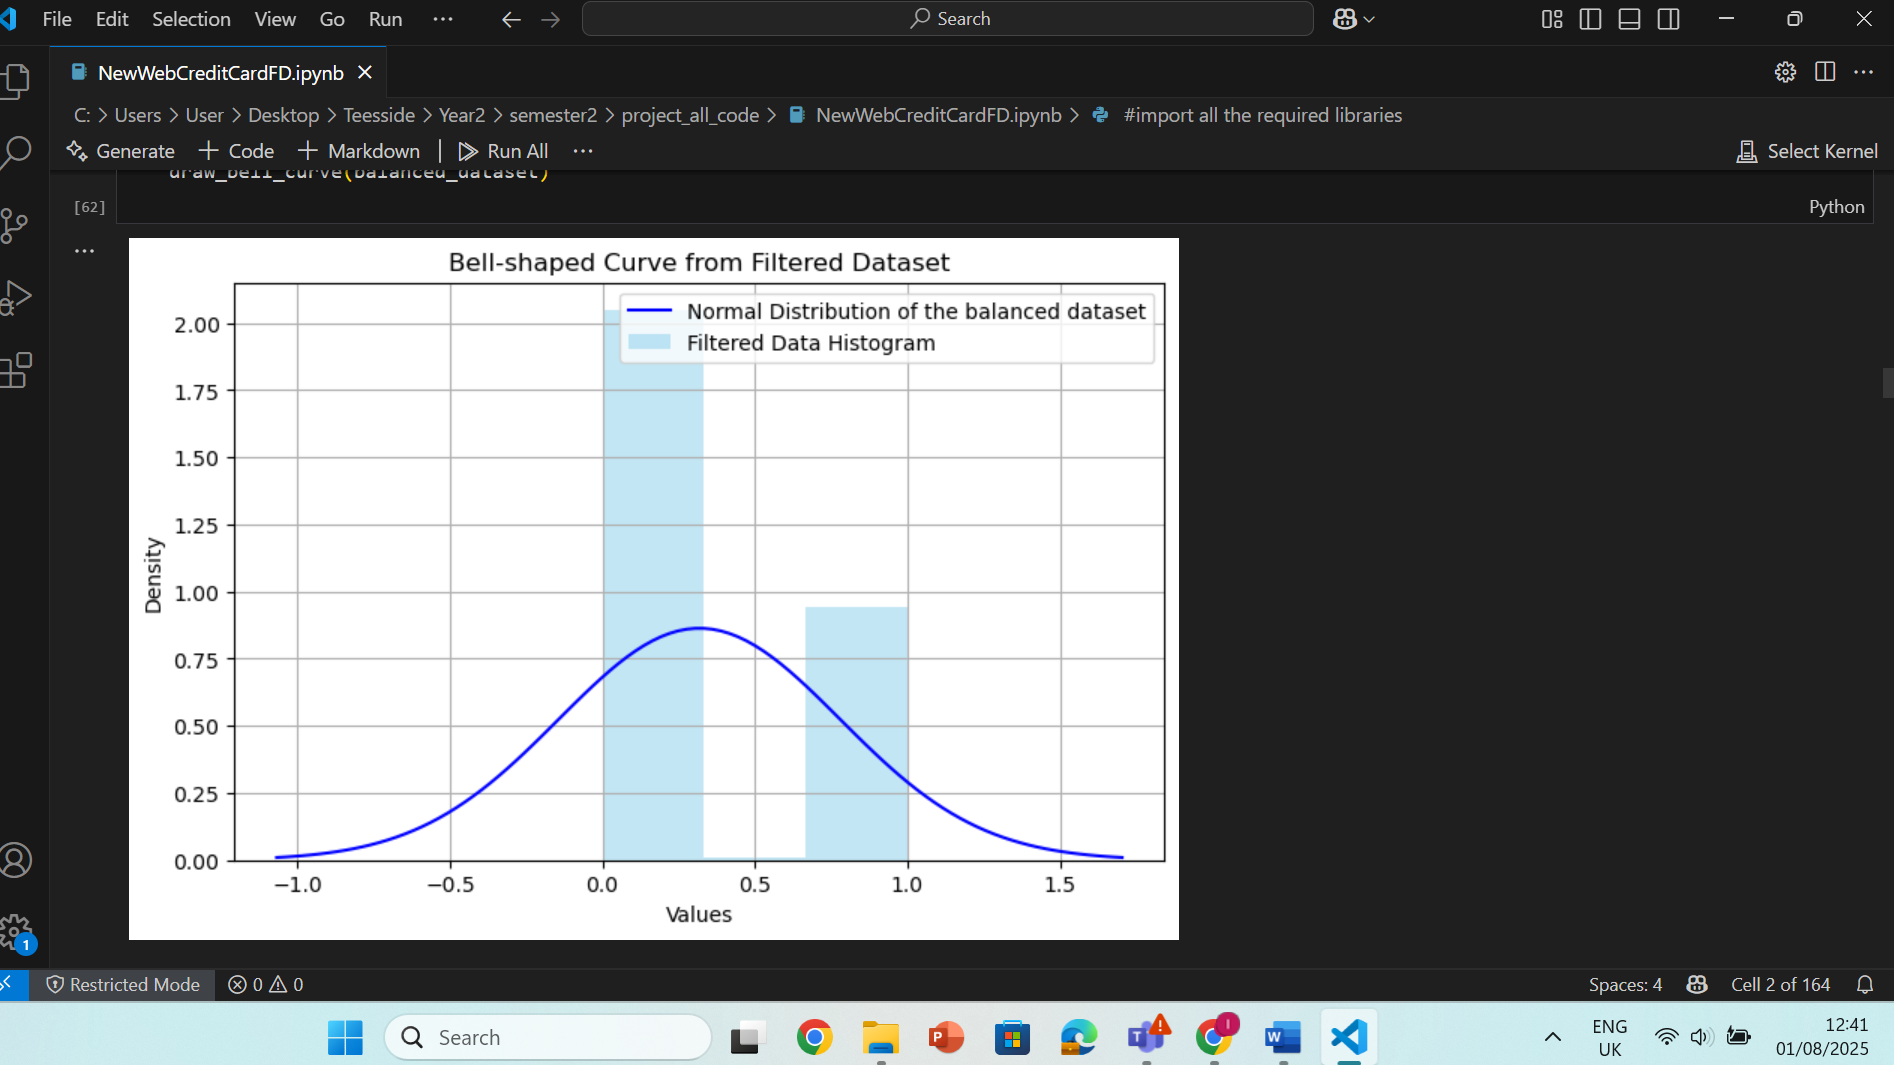 File Edit Selection View Go Run ··· Search
NewWebCreditCardFD.ipynb
C: > Users > User > Desktop > Teesside > Year2 > semester2 > project_all_code > NewWebCreditCardFD.ipynb > #import all the required libraries
Generate + Code + Markdown | Run All ··· Select Kernel
draw_bell_curve(balanced_dataset)
[62] Python
···
Bell-shaped Curve from Filtered Dataset
Normal Distribution of the balanced dataset
Filtered Data Histogram
2.00
1.75
1.50
1.25
1.00
0.75
0.50
0.25
0.00
Density
−1.0 −0.5 0.0 0.5 1.0 1.5
Values
1
Restricted Mode 0 0 Spaces: 4 Cell 2 of 164
Search ENG 12:41
UK 01/08/2025